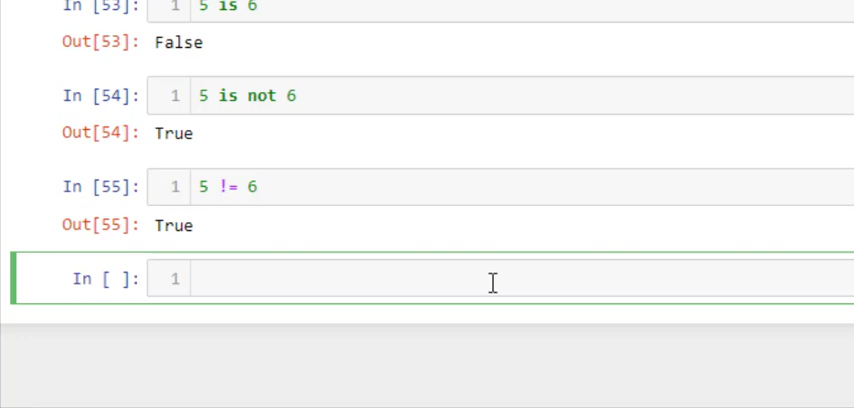 In [53]: 1 5 is 6
Out[53]: False
In [54]: 1 5 is not 6
Out[54]: True
In [55]: 1 5 != 6
Out[55]: True
In [ ]: 1